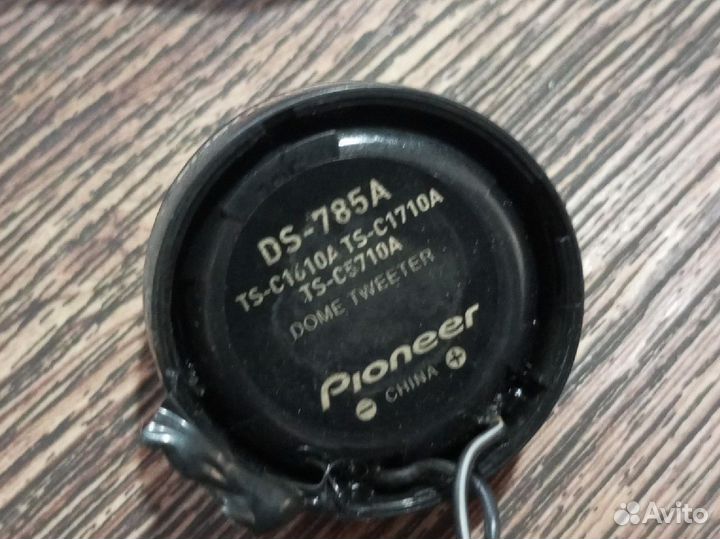 DS-785A
TS-C1610A TS-C1710A
TS-C5710A
DOME TWEETER
Pioneer
⊖ CHINA ⊕
Avito